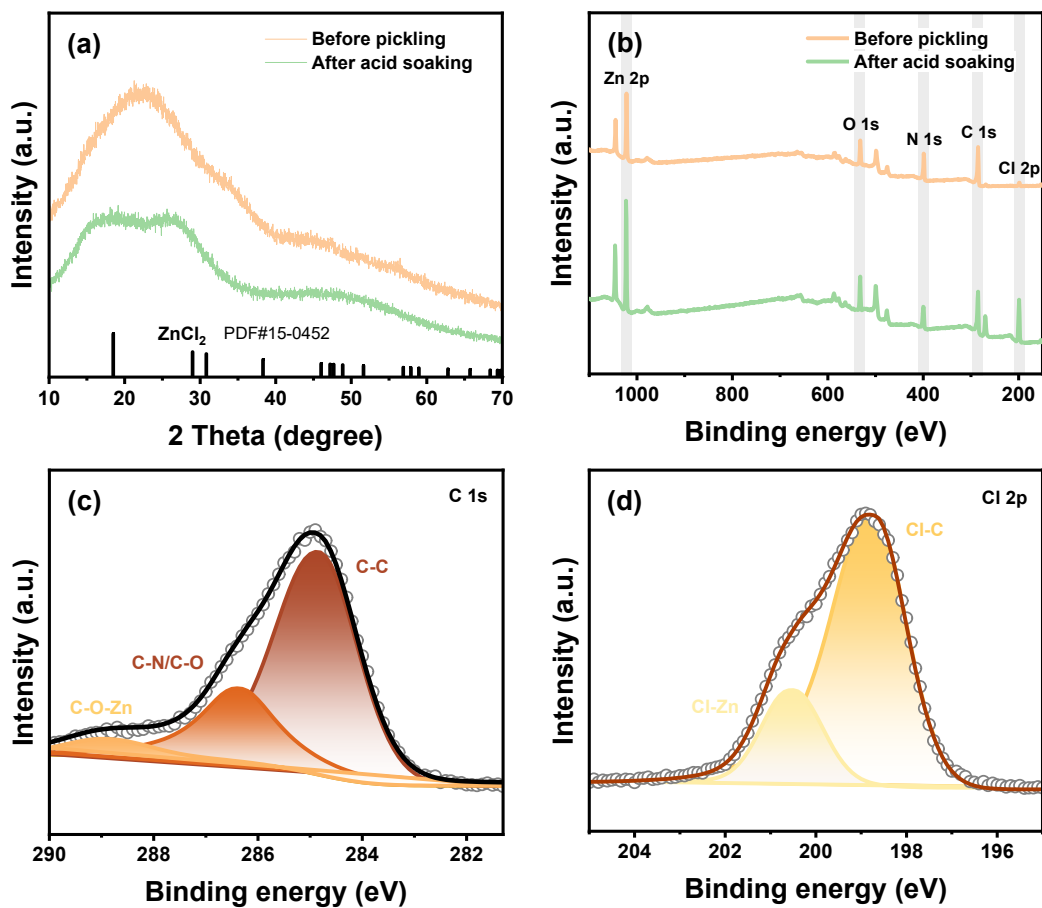 (a)
Before pickling
After acid soaking
ZnCl₂ PDF#15-0452
Intensity (a.u.)
10 20 30 40 50 60 70
2 Theta (degree)
(b)
Before pickling
After acid soaking
Zn 2p
O 1s
N 1s
C 1s
Cl 2p
Intensity (a.u.)
1000 800 600 400 200
Binding energy (eV)
(c)
C 1s
C-C
C-N/C-O
C-O-Zn
Intensity (a.u.)
290 288 286 284 282
Binding energy (eV)
(d)
Cl 2p
Cl-C
Cl-Zn
Intensity (a.u.)
204 202 200 198 196
Binding energy (eV)